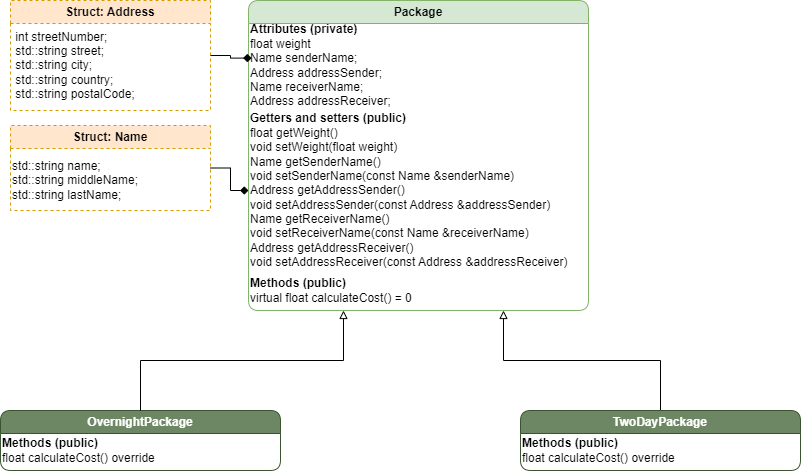 Struct: Address
int streetNumber;
std::string street;
std::string city;
std::string country;
std::string postalCode;
Struct: Name
std::string name;
std::string middleName;
std::string lastName;
Package
Attributes (private)
float weight
Name senderName;
Address addressSender;
Name receiverName;
Address addressReceiver;
Getters and setters (public)
float getWeight()
void setWeight(float weight)
Name getSenderName()
void setSenderName(const Name &senderName)
Address getAddressSender()
void setAddressSender(const Address &addressSender)
Name getReceiverName()
void setReceiverName(const Name &receiverName)
Address getAddressReceiver()
void setAddressReceiver(const Address &addressReceiver)
Methods (public)
virtual float calculateCost() = 0
OvernightPackage
Methods (public)
float calculateCost() override
TwoDayPackage
Methods (public)
float calculateCost() override